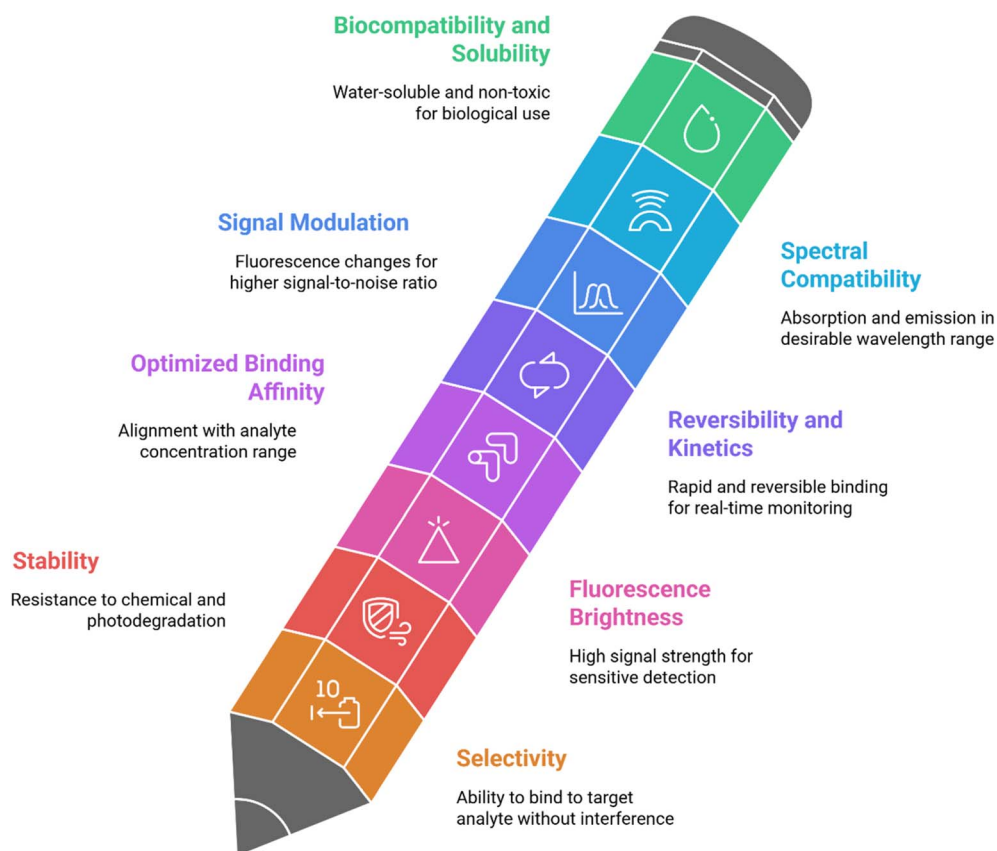 Biocompatibility and
Solubility
Water-soluble and non-toxic
for biological use
Signal Modulation
Fluorescence changes for
higher signal-to-noise ratio
Spectral
Compatibility
Absorption and emission in
desirable wavelength range
Optimized Binding
Affinity
Alignment with analyte
concentration range
Reversibility and
Kinetics
Rapid and reversible binding
for real-time monitoring
Stability
Resistance to chemical and
photodegradation
Fluorescence
Brightness
High signal strength for
sensitive detection
10
Selectivity
Ability to bind to target
analyte without interference